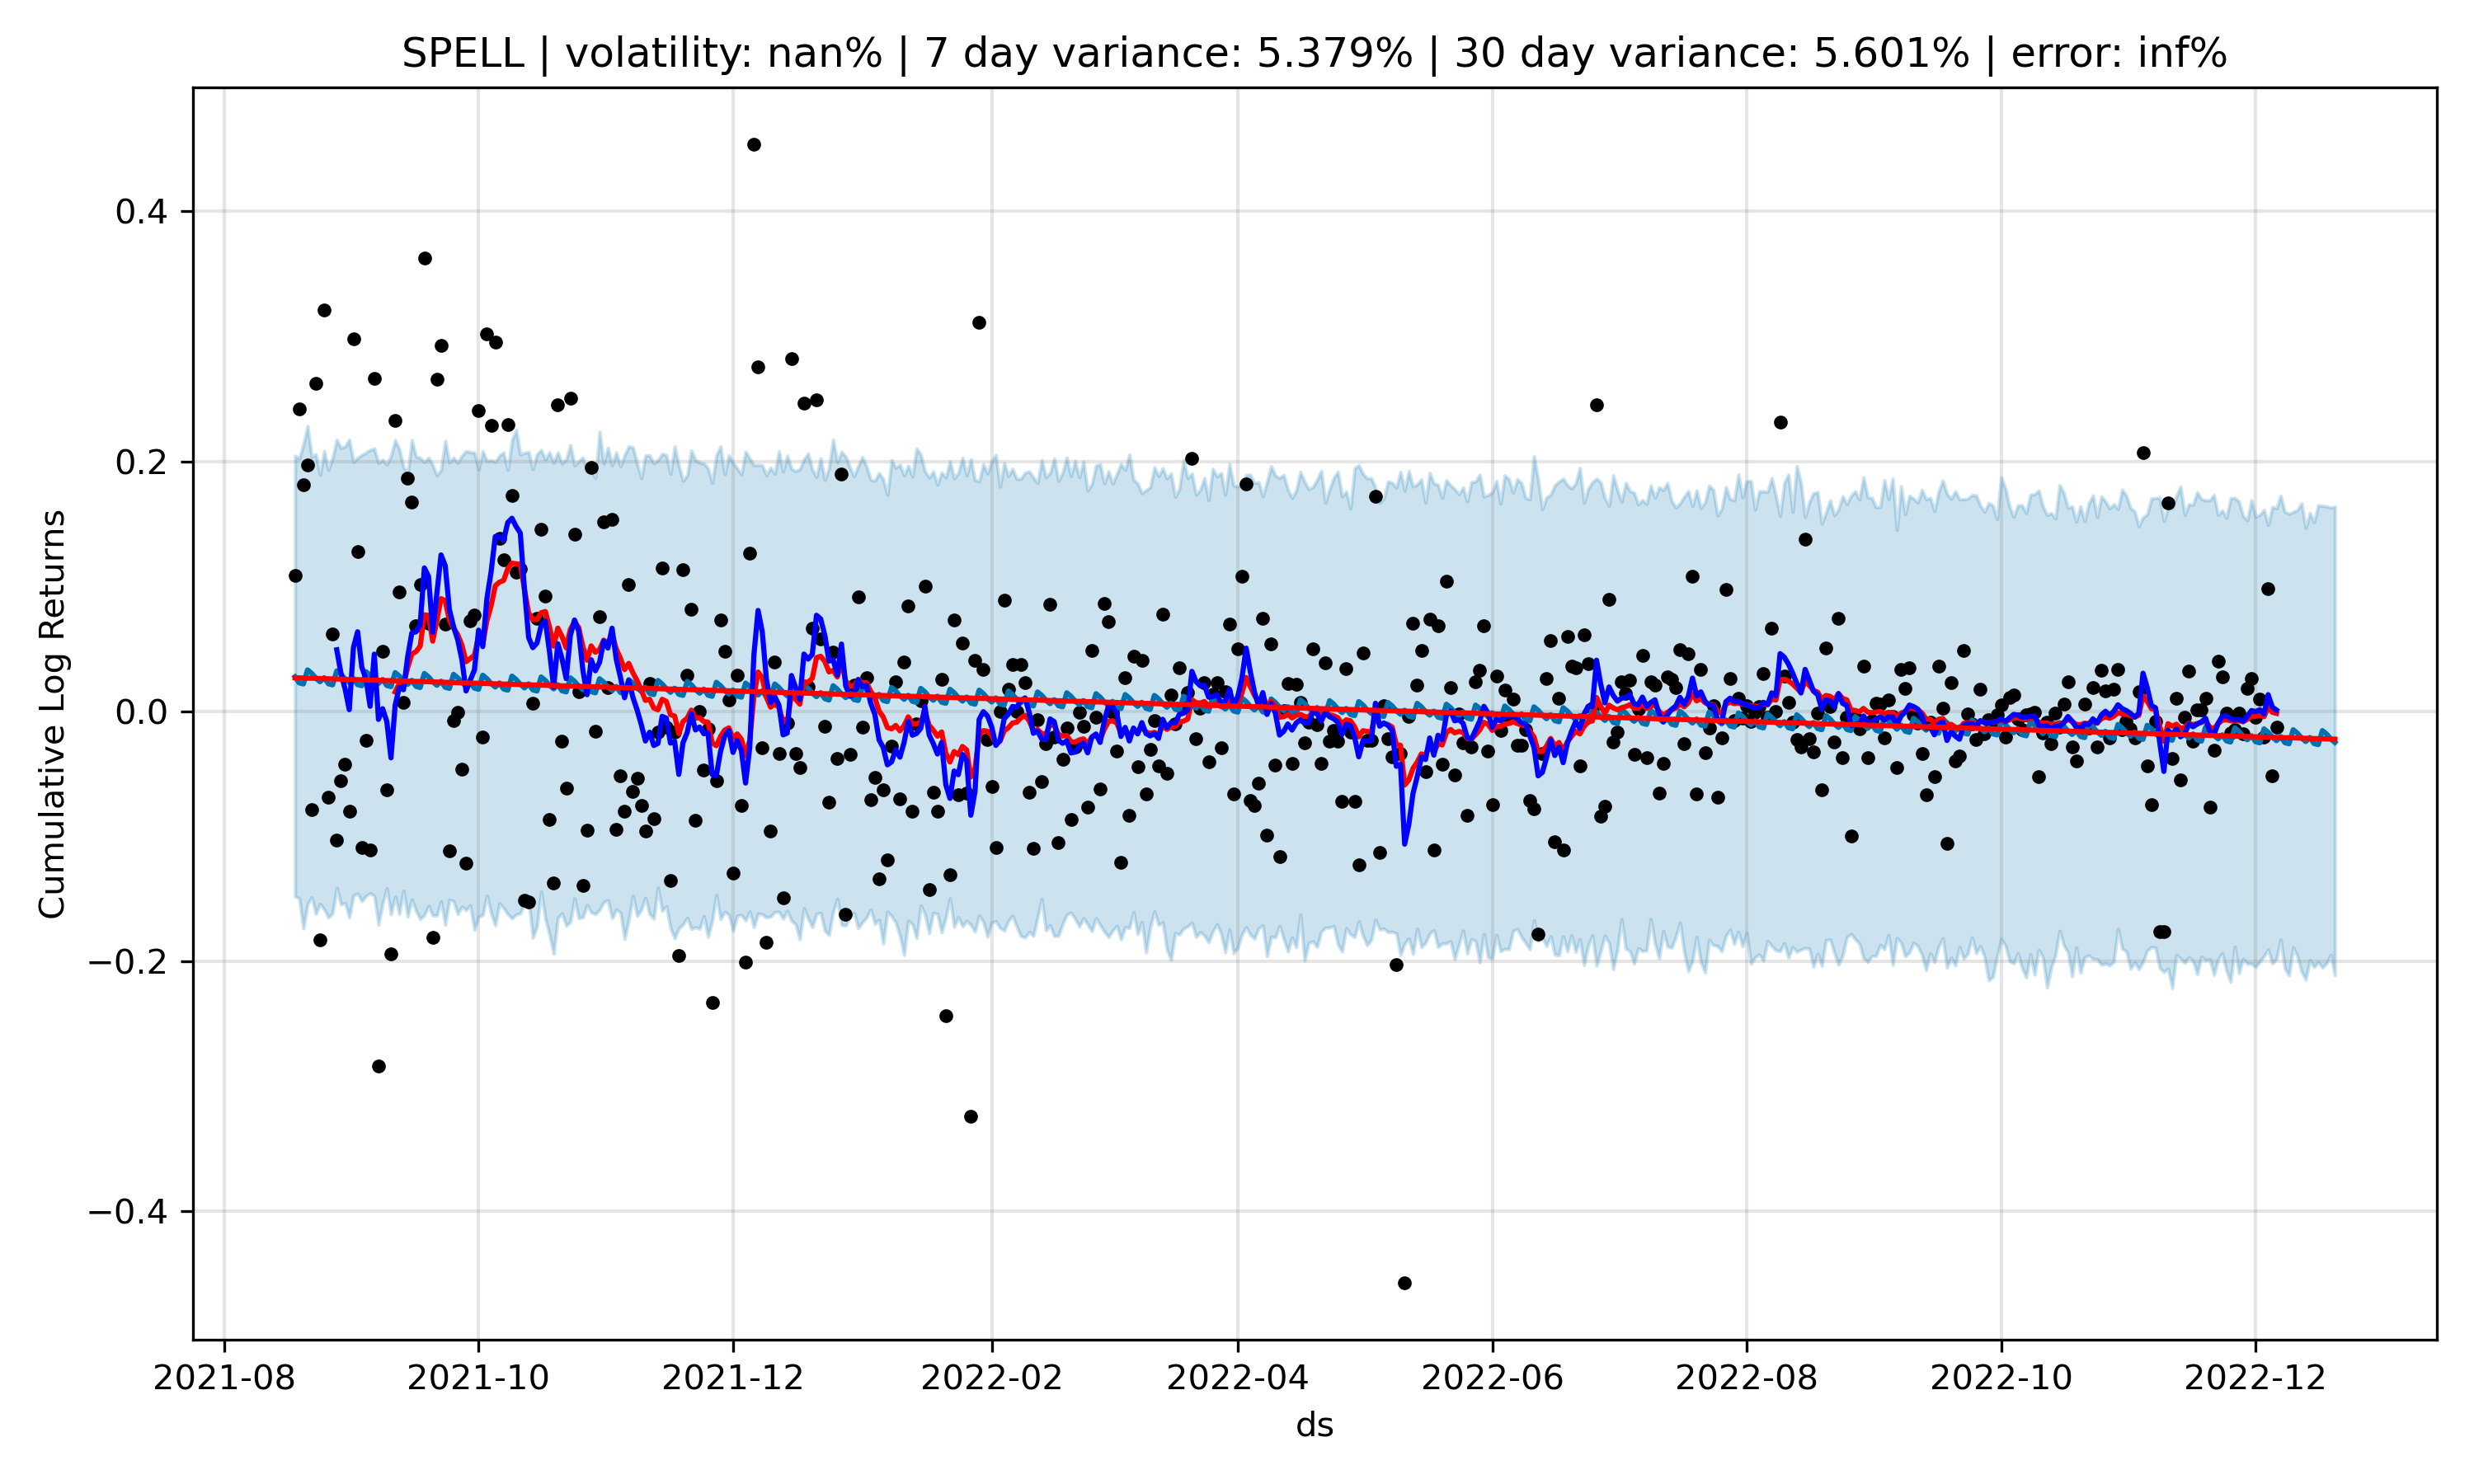 SPELL | volatility: nan% | 7 day variance: 5.379% | 30 day variance: 5.601% | error: inf%
Cumulative Log Returns
0.4
0.2
0.0
−0.2
−0.4
2021-08 2021-10 2021-12 2022-02 2022-04 2022-06 2022-08 2022-10 2022-12
ds